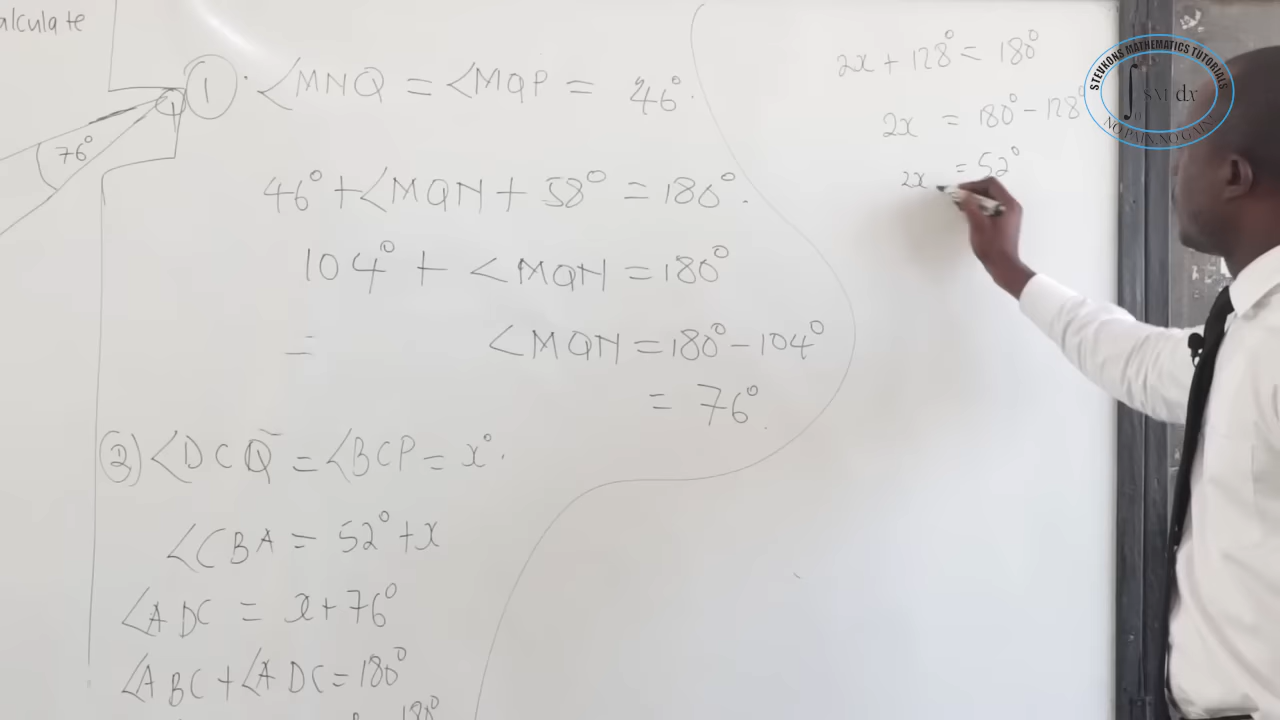 alculate
76°
① ∠MNQ = ∠MQP = 46°.
46° + ∠MQN + 58° = 180°.
104° + ∠MQN = 180°
= ∠MQN = 180° - 104°
= 76°.
② ∠DCQ = ∠BCP = x°.
∠CBA = 52° + x
∠ADC = x + 76°
∠ABC + ∠ADC = 180°
180°
2x + 128° = 180°
2x = 180° - 128°
2x = 52°
STEUKONS MATHEMATICS TUTORIALS
NO PAIN, NO GAIN!